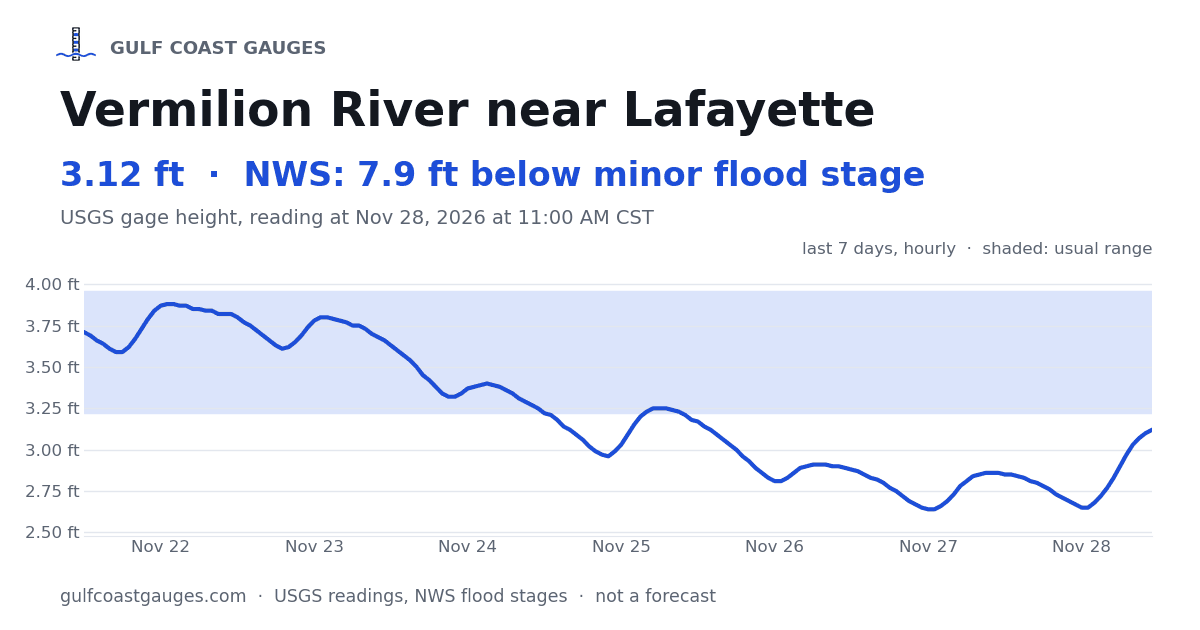 GULF COAST GAUGES
Vermilion River near Lafayette
3.12 ft · NWS: 7.9 ft below minor flood stage
USGS gage height, reading at Nov 28, 2026 at 11:00 AM CST
last 7 days, hourly · shaded: usual range
4.00 ft
3.75 ft
3.50 ft
3.25 ft
3.00 ft
2.75 ft
2.50 ft
Nov 22 Nov 23 Nov 24 Nov 25 Nov 26 Nov 27 Nov 28
gulfcoastgauges.com · USGS readings, NWS flood stages · not a forecast